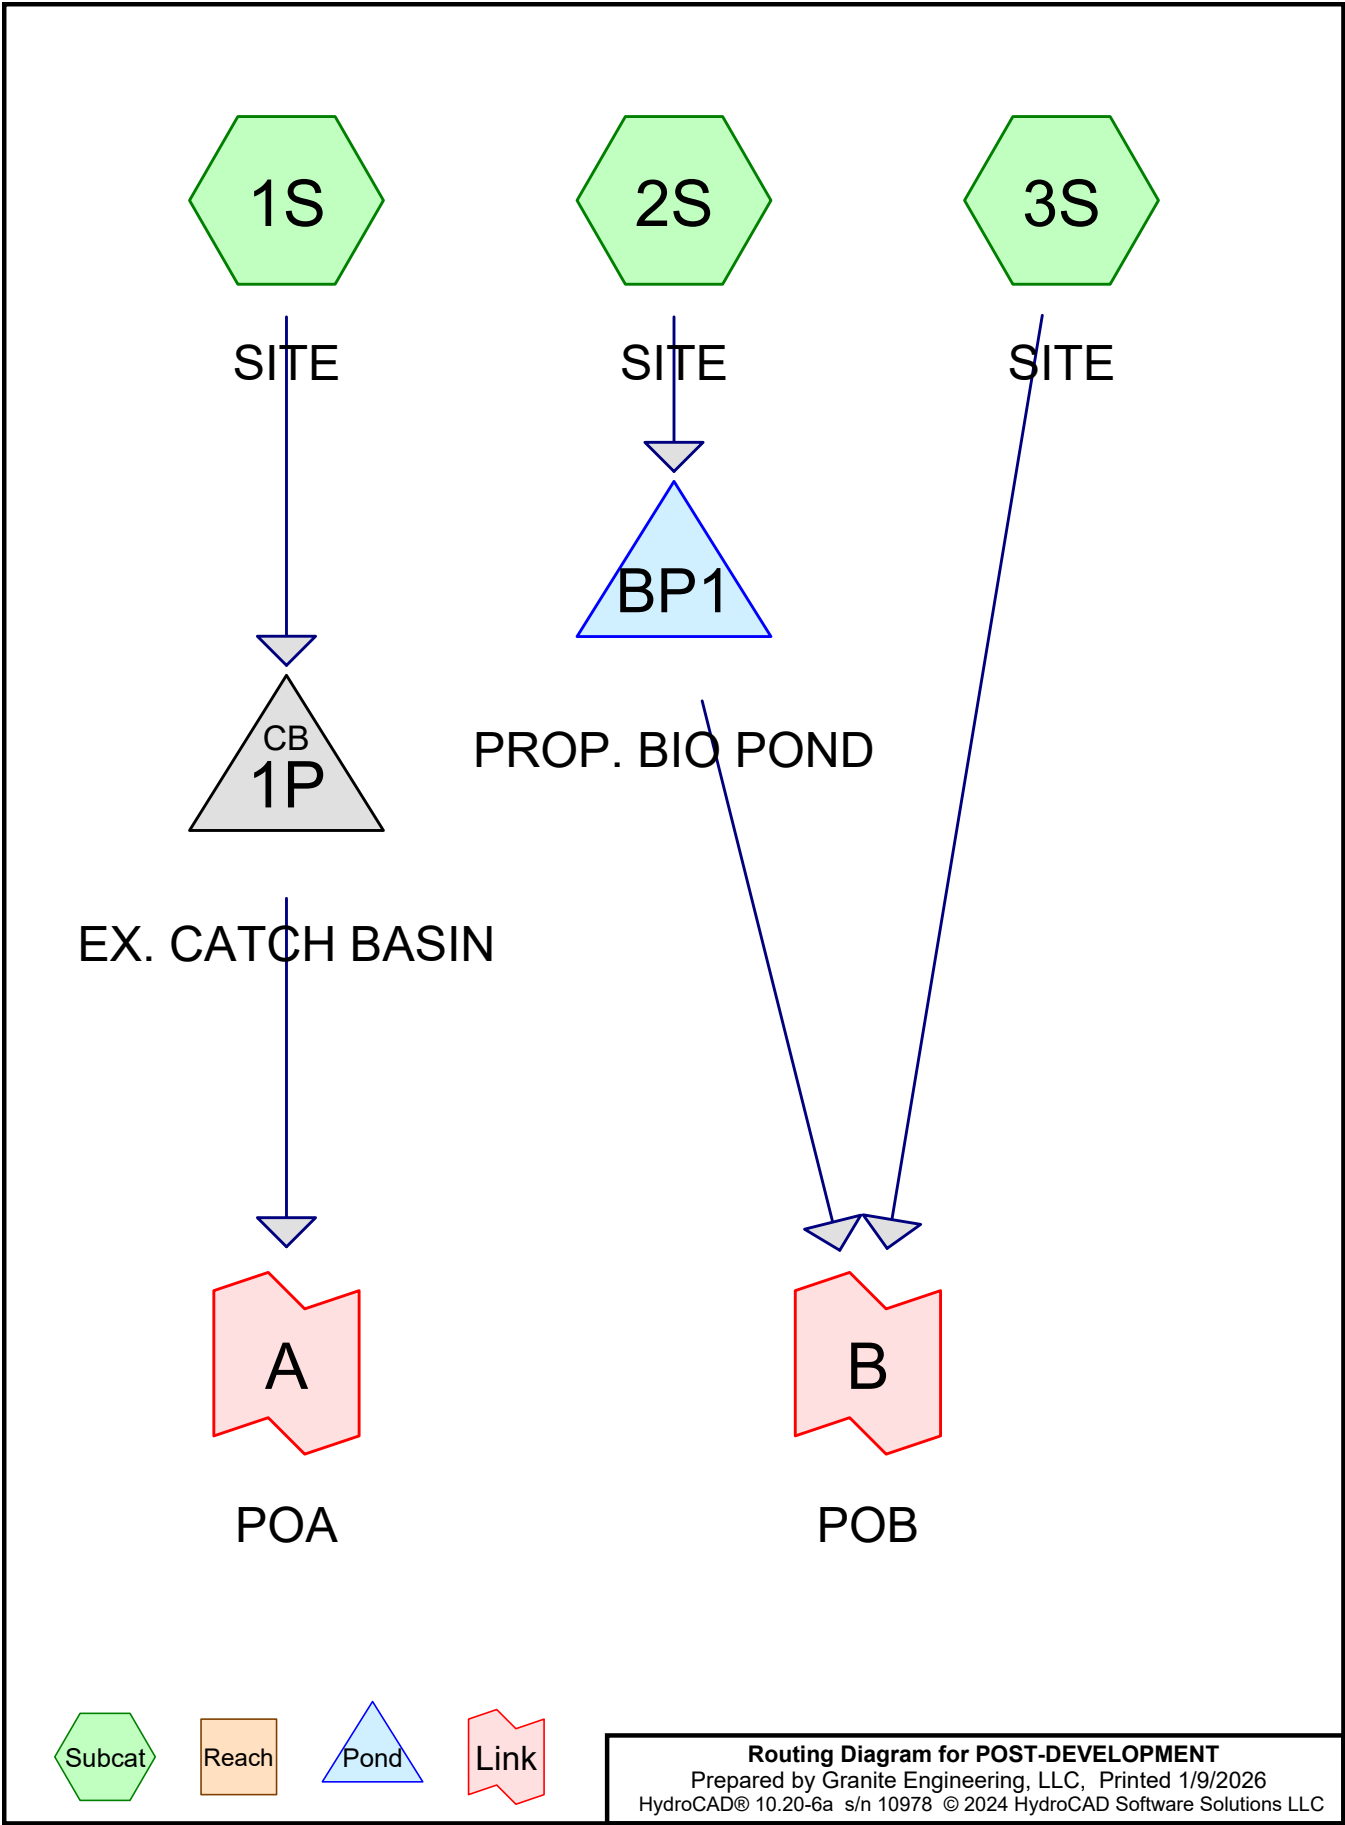 1S
2S
3S
SITE
SITE
SITE
BP1
CB
1P
PROP. BIO POND
EX. CATCH BASIN
A
B
POA
POB
Subcat
Reach
Pond
Link
Routing Diagram for POST-DEVELOPMENT
Prepared by Granite Engineering, LLC,  Printed 1/9/2026
HydroCAD® 10.20-6a  s/n 10978  © 2024 HydroCAD Software Solutions LLC